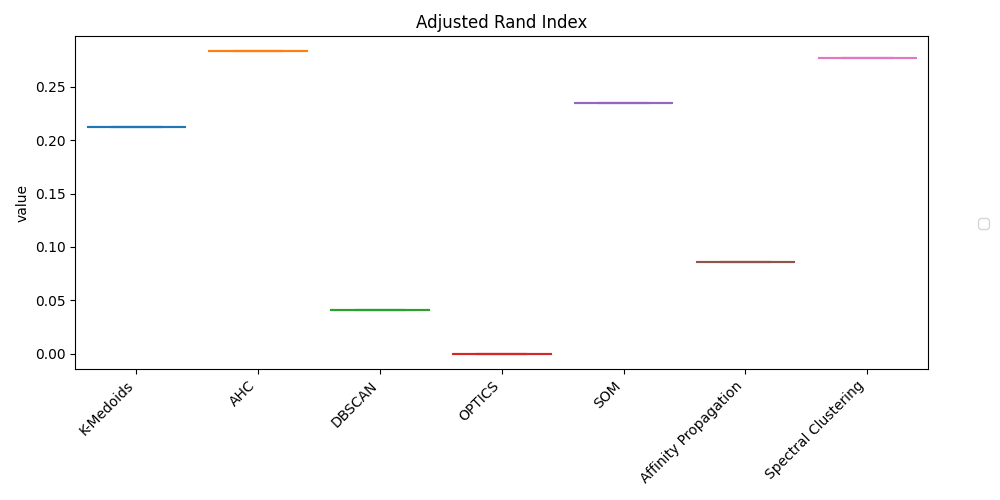 Adjusted Rand Index
value
0.25
0.20
0.15
0.10
0.05
0.00
K-Medoids
AHC
DBSCAN
OPTICS
SOM
Affinity Propagation
Spectral Clustering